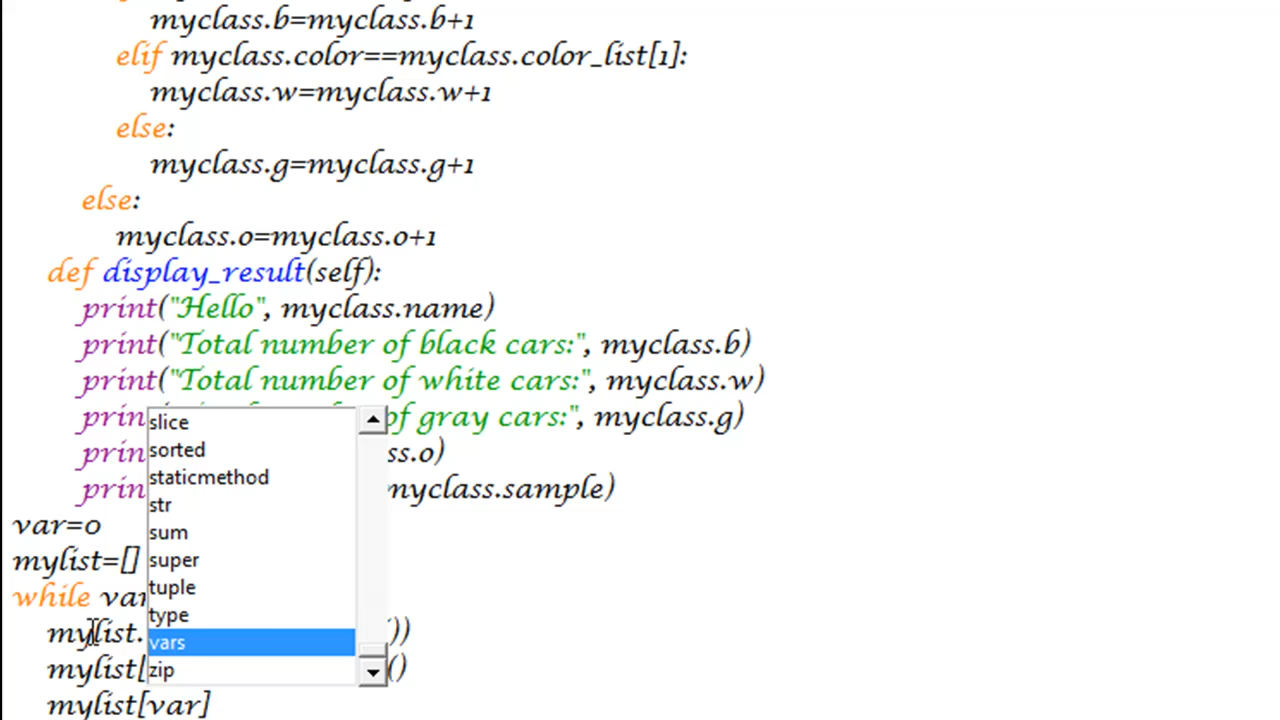 myclass.b=myclass.b+1
elif myclass.color==myclass.color_list[1]:
myclass.w=myclass.w+1
else:
myclass.g=myclass.g+1
else:
myclass.o=myclass.o+1
def display_result(self):
print("Hello", myclass.name)
print("Total number of black cars:", myclass.b)
print("Total number of white cars:", myclass.w)
of gray cars:", myclass.g)
ss.o)
myclass.sample)
slice
sorted
staticmethod
str
sum
super
tuple
type
vars
zip
var=0
mylist=[]
while var
mylist. ))
mylist[ ()
mylist[var]